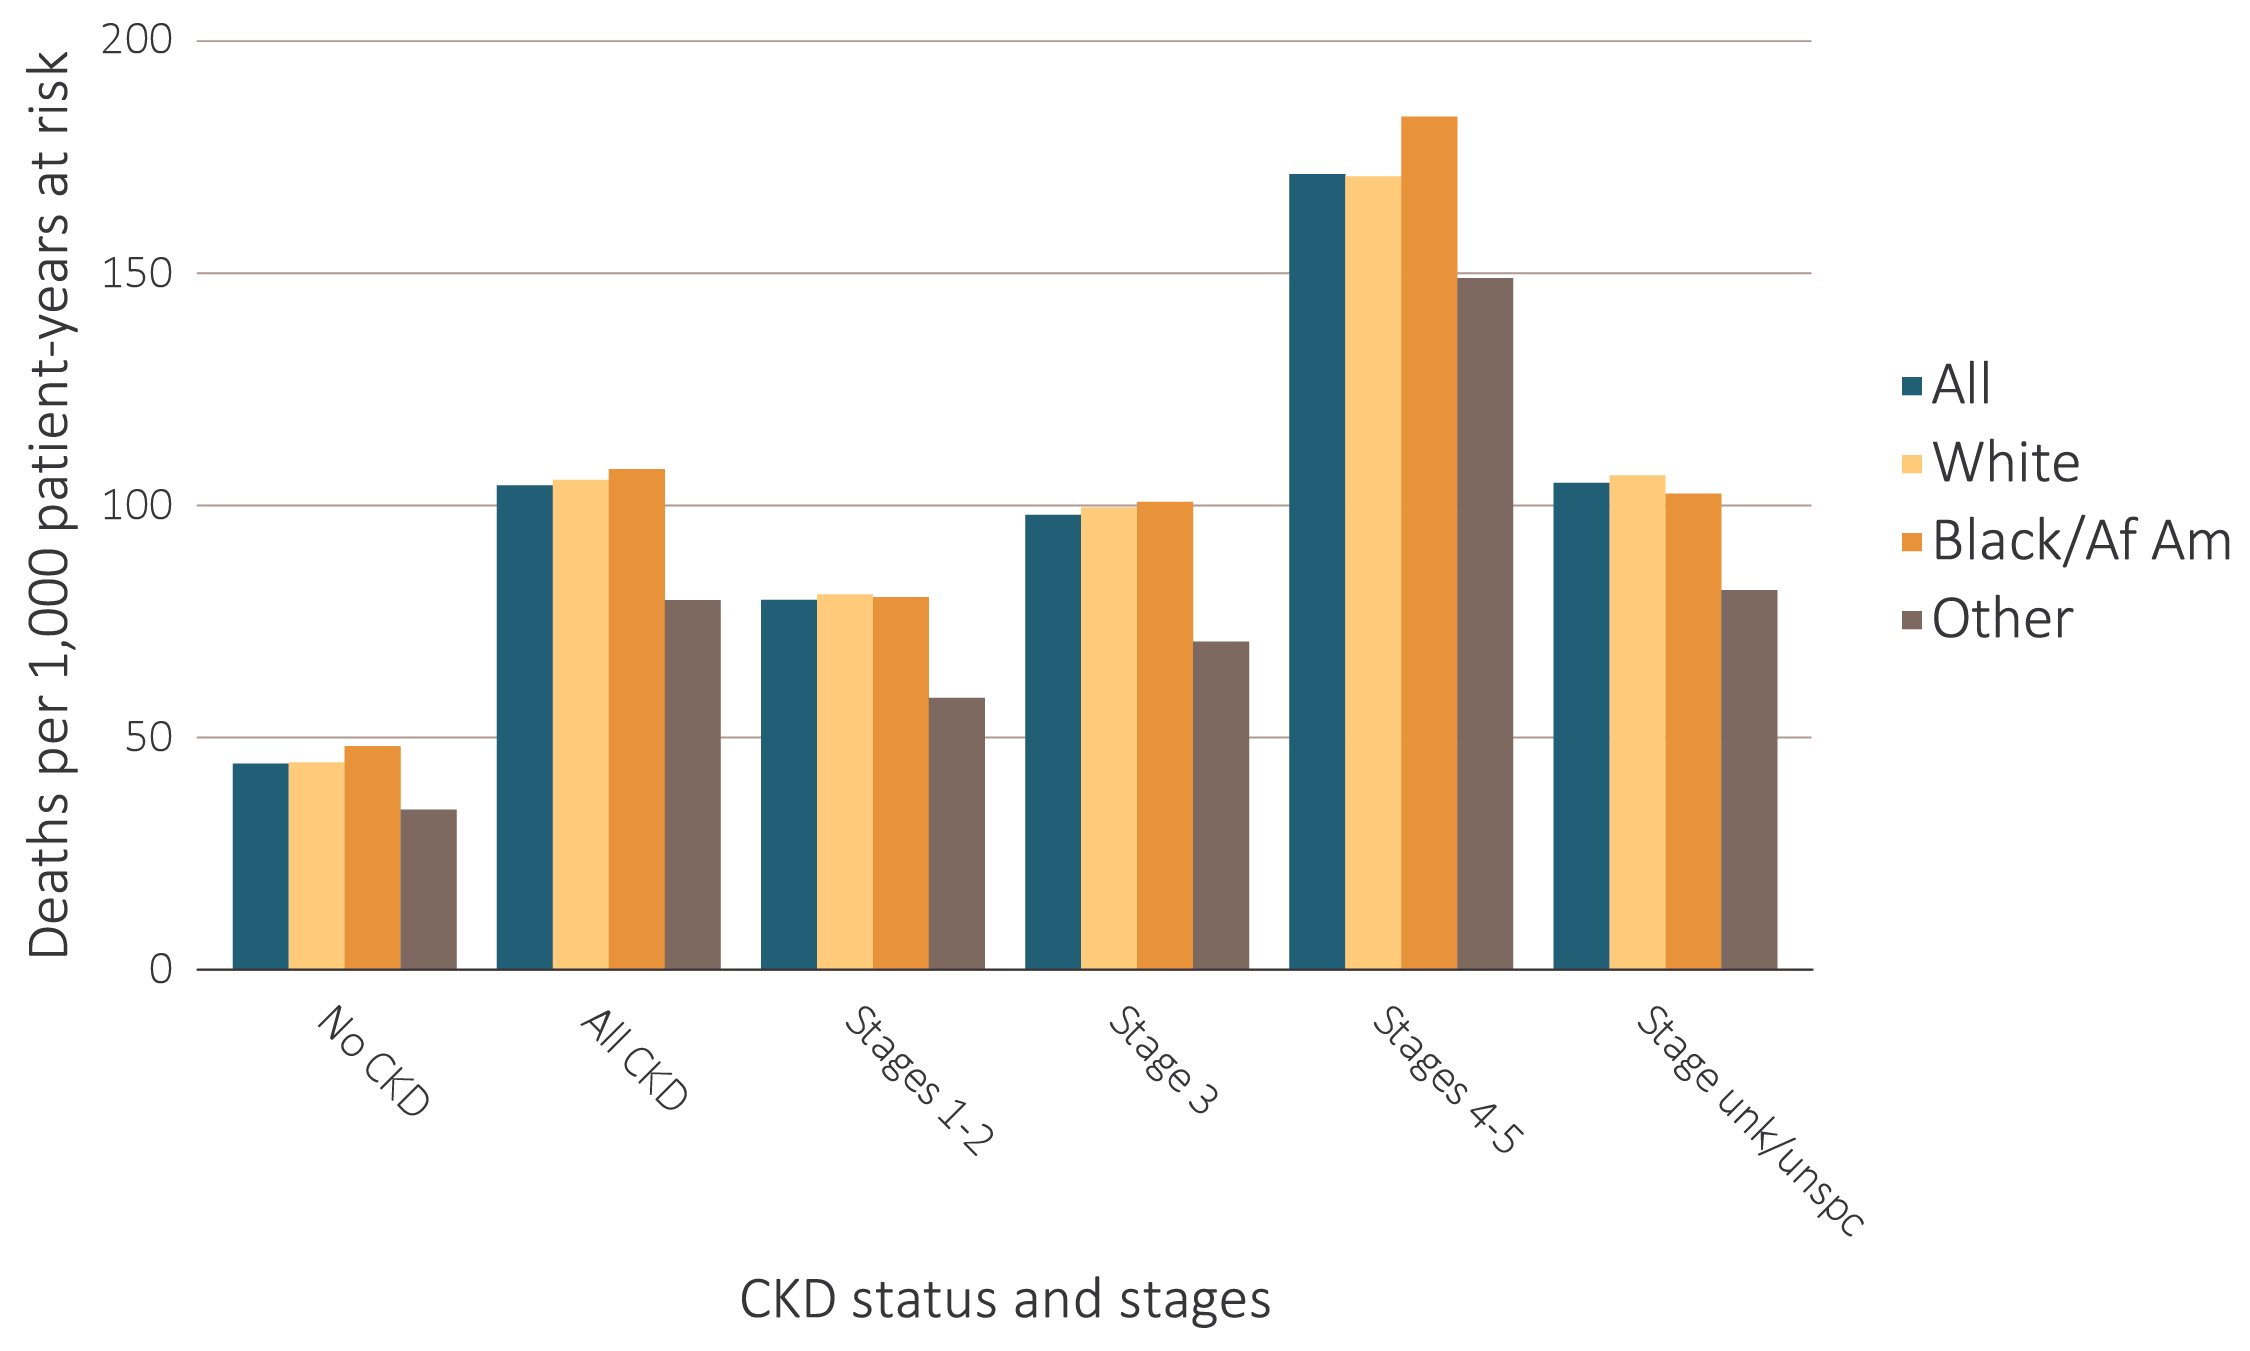 Deaths per 1,000 patient-years at risk
200
150
100
50
0
No CKD
All CKD
Stages 1-2
Stage 3
Stages 4-5
Stage unk/unspc
CKD status and stages
All
White
Black/Af Am
Other